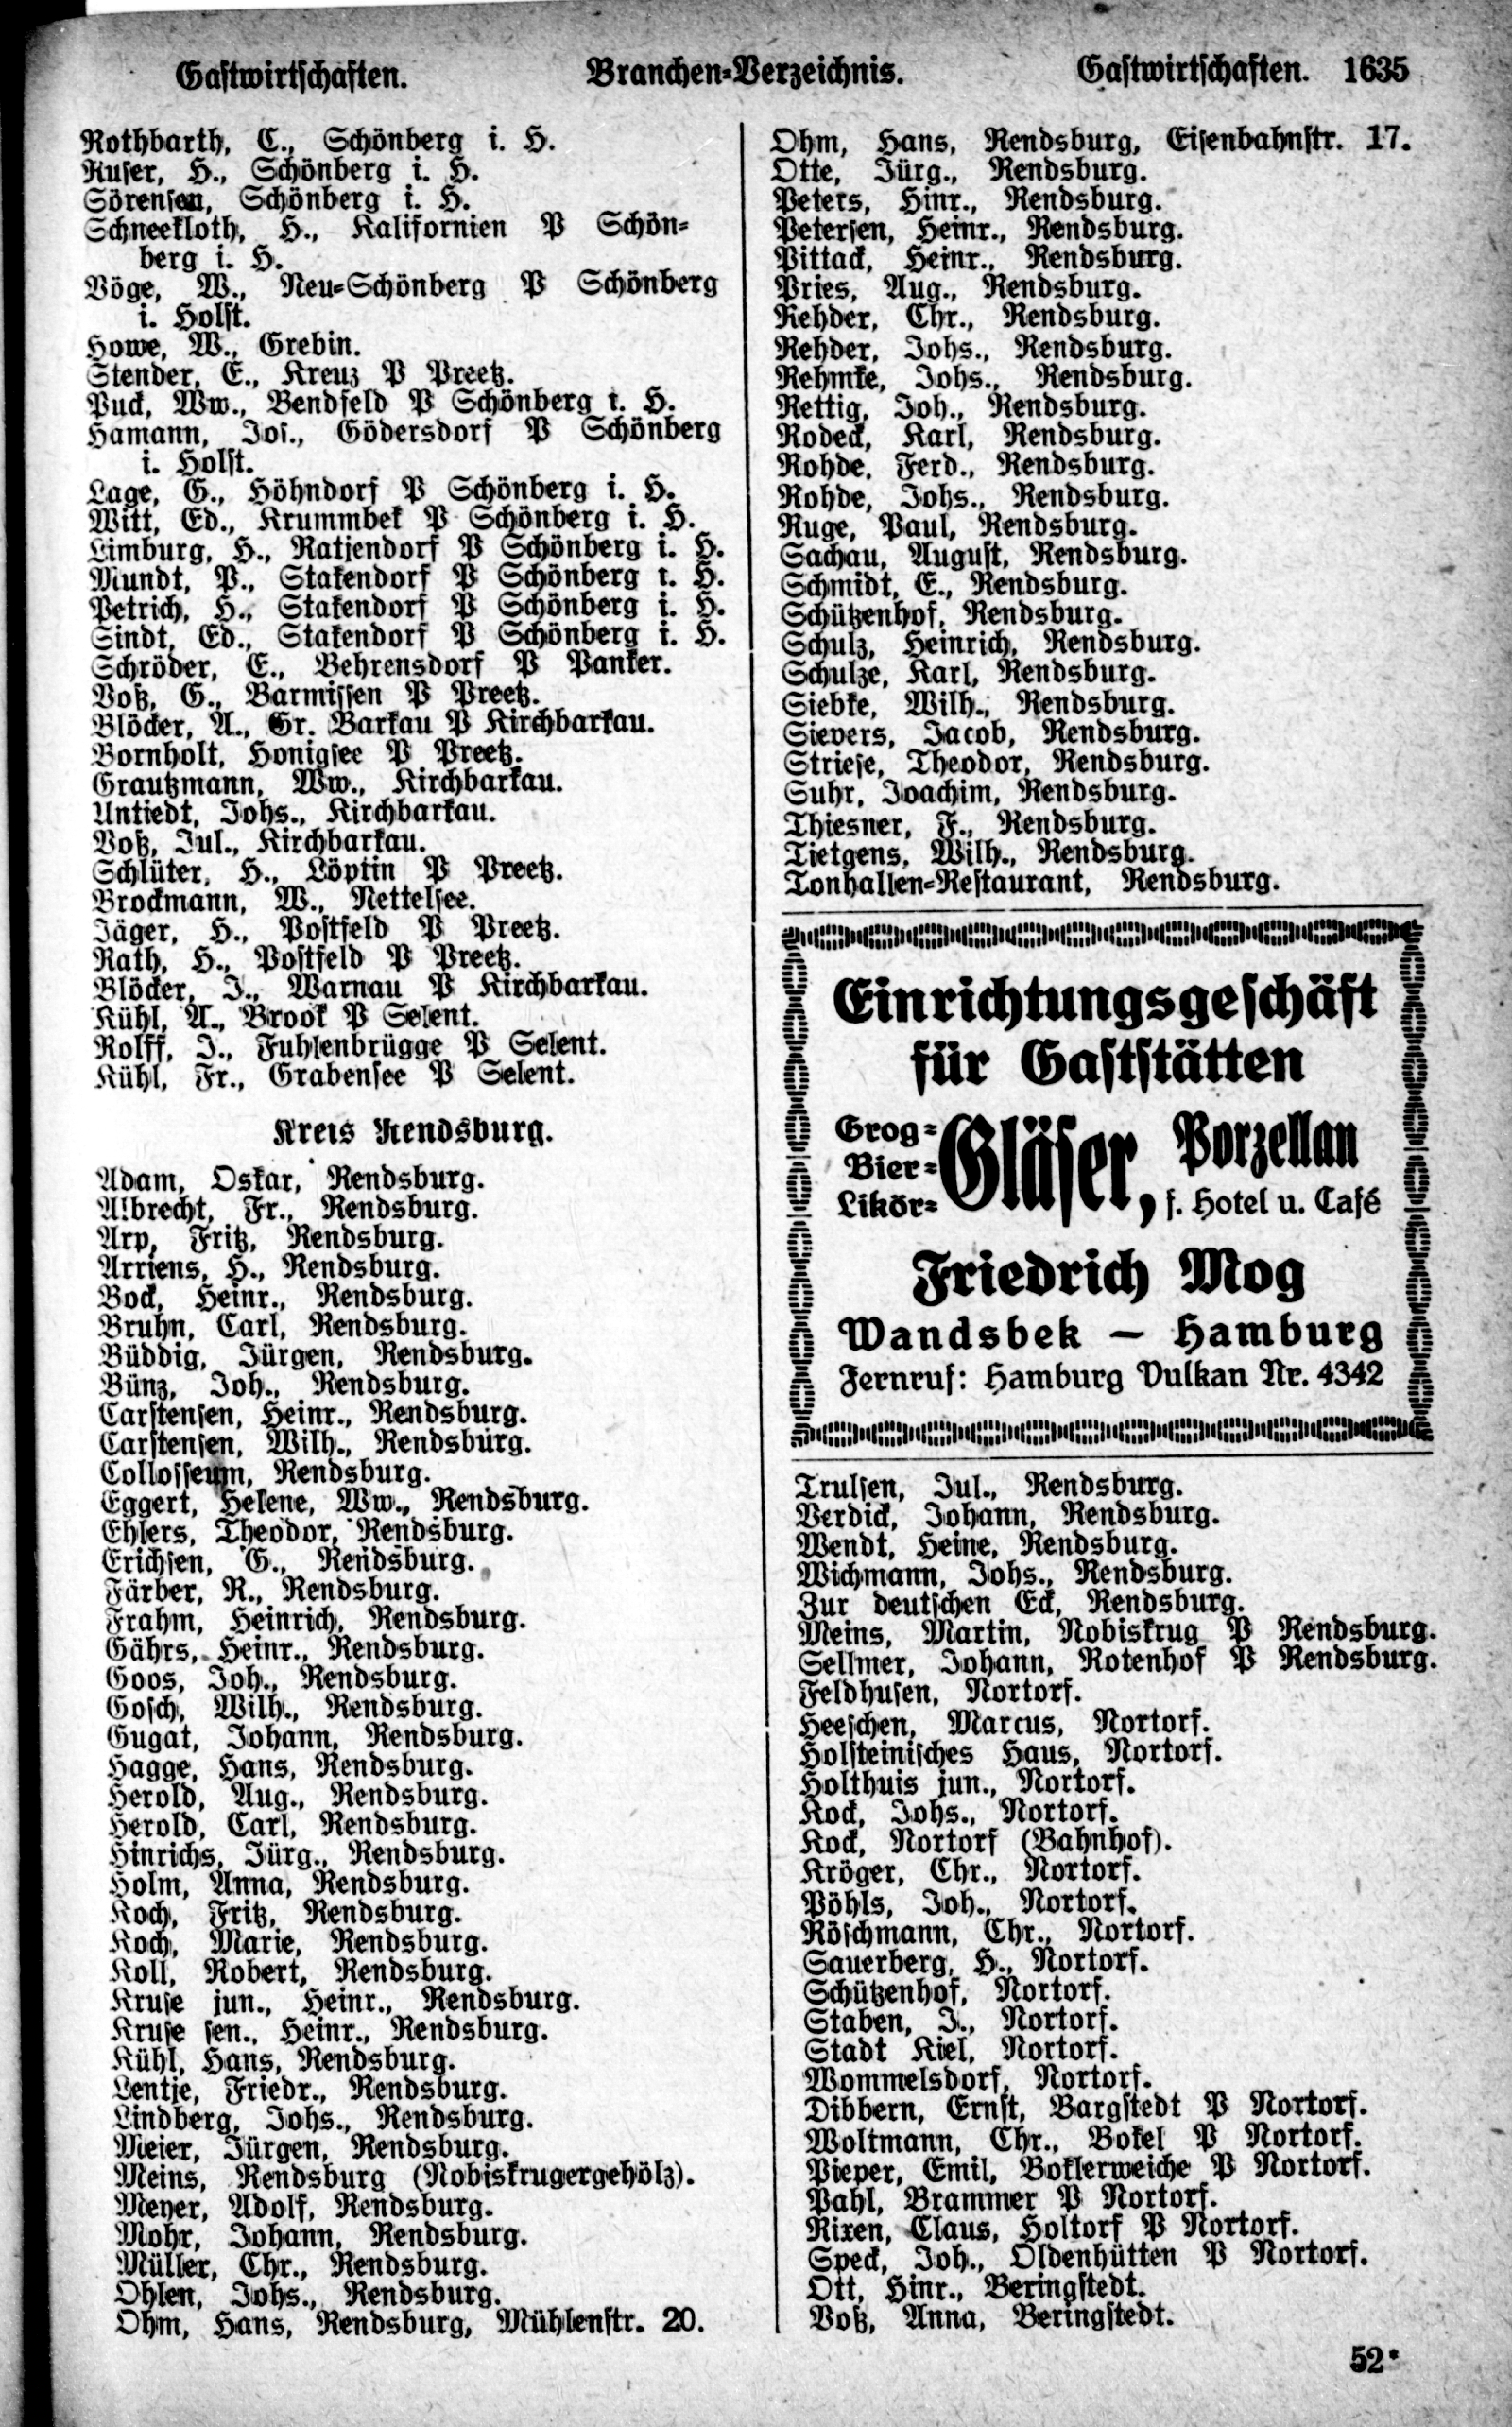 Gastwirtschaften. Branchen-Verzeichnis. Gastwirtschaften. 1635
Rothbarth, C., Schönberg i. H.
Ruser, H., Schönberg i. H.
Sörensen, Schönberg i. H.
Schneekloth, H., Kalifornien P Schön-
berg i. H.
Vöge, W., Neu-Schönberg P Schönberg
i. Holst.
Howe, W., Grebin.
Stender, E., Kreuz P Preetz.
Puck, Ww., Bendfeld P Schönberg i. H.
Hamann, Jos., Gödersdorf P Schönberg
i. Holst.
Lage, G., Höhndorf P Schönberg i. H.
Witt, Ed., Krummbek P Schönberg i. H.
Limburg, H., Ratjendorf P Schönberg i. H.
Mundt, P., Stakendorf P Schönberg i. H.
Petrich, H., Stakendorf P Schönberg i. H.
Sindt, Ed., Stakendorf P Schönberg i. H.
Schröder, E., Behrensdorf P Panker.
Voß, G., Barmissen P Preetz.
Blöcker, A., Gr. Barkau P Kirchbarkau.
Bornholt, Honigsee P Preetz.
Grautzmann, Ww., Kirchbarkau.
Untiedt, Johs., Kirchbarkau.
Voß, Jul., Kirchbarkau.
Schlüter, H., Löptin P Preetz.
Brockmann, W., Nettelsee.
Jäger, H., Postfeld P Preetz.
Rath, H., Postfeld P Preetz.
Blöcker, J., Warnau P Kirchbarkau.
Kühl, A., Brook P Selent.
Rolff, J., Fuhlenbrügge P Selent.
Kühl, Fr., Grabensee P Selent.
Kreis Rendsburg.
Adam, Oskar, Rendsburg.
Albrecht, Fr., Rendsburg.
Arp, Fritz, Rendsburg.
Arriens, H., Rendsburg.
Bock, Heinr., Rendsburg.
Bruhn, Carl, Rendsburg.
Büddig, Jürgen, Rendsburg.
Bünz, Joh., Rendsburg.
Carstensen, Heinr., Rendsburg.
Carstensen, Wilh., Rendsburg.
Collosseum, Rendsburg.
Eggert, Helene, Ww., Rendsburg.
Ehlers, Theodor, Rendsburg.
Erichsen, G., Rendsburg.
Färber, R., Rendsburg.
Frahm, Heinrich, Rendsburg.
Gährs, Heinr., Rendsburg.
Goos, Joh., Rendsburg.
Gosch, Wilh., Rendsburg.
Gugat, Johann, Rendsburg.
Hagge, Hans, Rendsburg.
Herold, Aug., Rendsburg.
Herold, Carl, Rendsburg.
Hinrichs, Jürg., Rendsburg.
Holm, Anna, Rendsburg.
Koch, Fritz, Rendsburg.
Koch, Marie, Rendsburg.
Koll, Robert, Rendsburg.
Kruse jun., Heinr., Rendsburg.
Kruse sen., Heinr., Rendsburg.
Kühl, Hans, Rendsburg.
Lentje, Friedr., Rendsburg.
Lindberg, Johs., Rendsburg.
Meier, Jürgen, Rendsburg.
Meins, Rendsburg (Nobiskrugergehölz).
Meyer, Adolf, Rendsburg.
Mohr, Johann, Rendsburg.
Müller, Chr., Rendsburg.
Ohlen, Johs., Rendsburg.
Ohm, Hans, Rendsburg, Mühlenstr. 20.
Ohm, Hans, Rendsburg, Eisenbahnstr. 17.
Otte, Jürg., Rendsburg.
Peters, Hinr., Rendsburg.
Petersen, Heinr., Rendsburg.
Pittack, Heinr., Rendsburg.
Pries, Aug., Rendsburg.
Rehder, Chr., Rendsburg.
Rehder, Johs., Rendsburg.
Rehmke, Johs., Rendsburg.
Rettig, Joh., Rendsburg.
Rodeck, Karl, Rendsburg.
Rohde, Ferd., Rendsburg.
Rohde, Johs., Rendsburg.
Ruge, Paul, Rendsburg.
Sachau, August, Rendsburg.
Schmidt, E., Rendsburg.
Schützenhof, Rendsburg.
Schulz, Heinrich, Rendsburg.
Schulze, Karl, Rendsburg.
Siebke, Wilh., Rendsburg.
Sievers, Jacob, Rendsburg.
Striese, Theodor, Rendsburg.
Suhr, Joachim, Rendsburg.
Thiesner, F., Rendsburg.
Tietgens, Wilh., Rendsburg.
Tonhallen-Restaurant, Rendsburg.
Einrichtungsgeschäft
für Gaststätten
Grog-
Bier-
Likör-
Gläser, Porzellan
f. Hotel u. Café
Friedrich Mog
Wandsbek — Hamburg
Fernruf: Hamburg Vulkan Nr. 4342
Trulsen, Jul., Rendsburg.
Verdick, Johann, Rendsburg.
Wendt, Heine, Rendsburg.
Wichmann, Johs., Rendsburg.
Zur deutschen Eck, Rendsburg.
Meins, Martin, Nobiskrug P Rendsburg.
Sellmer, Johann, Rotenhof P Rendsburg.
Feldhusen, Nortorf.
Heeschen, Marcus, Nortorf.
Holsteinisches Haus, Nortorf.
Holthuis jun., Nortorf.
Kock, Johs., Nortorf.
Kock, Nortorf (Bahnhof).
Kröger, Chr., Nortorf.
Pöhls, Joh., Nortorf.
Röschmann, Chr., Nortorf.
Sauerberg, H., Nortorf.
Schützenhof, Nortorf.
Staben, J., Nortorf.
Stadt Kiel, Nortorf.
Wommelsdorf, Nortorf.
Dibbern, Ernst, Bargstedt P Nortorf.
Woltmann, Chr., Bokel P Nortorf.
Pieper, Emil, Boklerweiche P Nortorf.
Pahl, Brammer P Nortorf.
Rixen, Claus, Holtorf P Nortorf.
Speck, Joh., Oldenhütten P Nortorf.
Ott, Hinr., Beringstedt.
Voß, Anna, Beringstedt.
52*